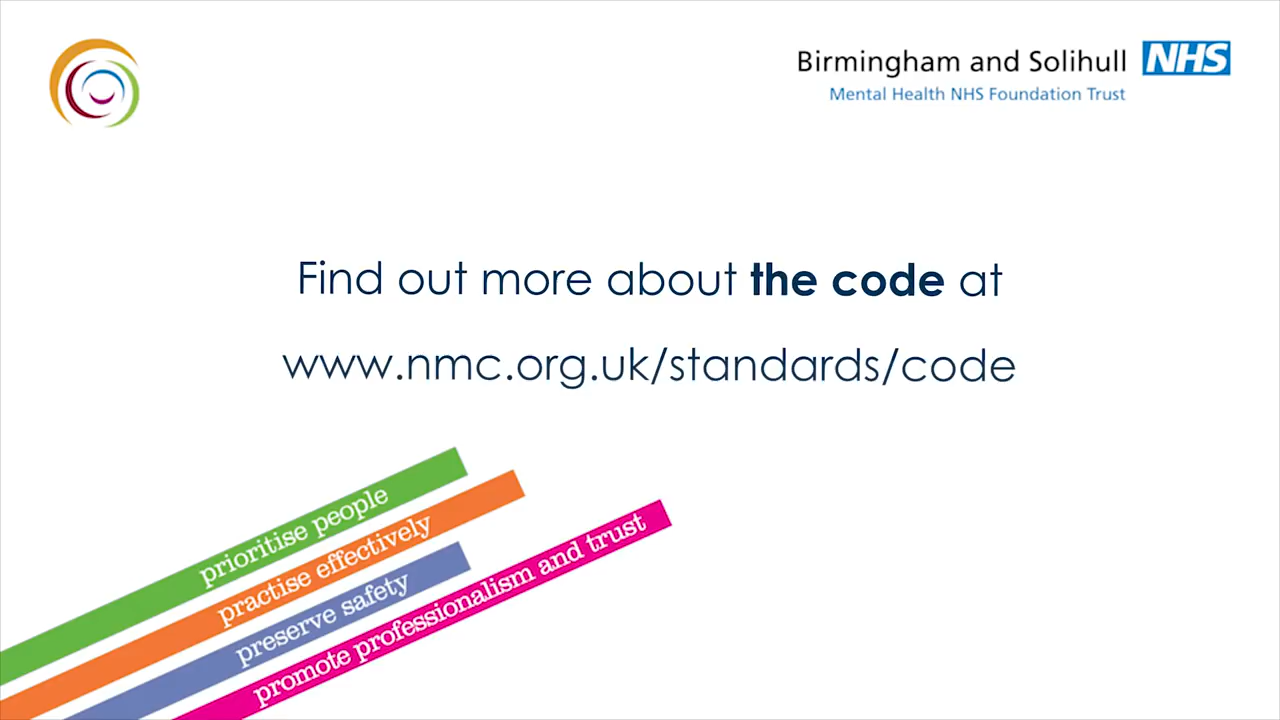 Birmingham and Solihull NHS
Mental Health NHS Foundation Trust
Find out more about the code at
www.nmc.org.uk/standards/code
prioritise people
practise effectively
preserve safety
promote professionalism and trust